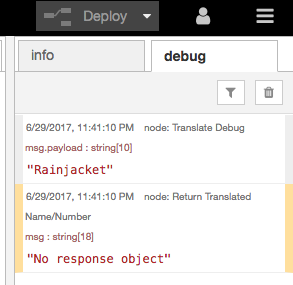 Deploy
info
debug
6/29/2017, 11:41:10 PM node: Translate Debug
msg.payload : string[10]
"Rainjacket"
6/29/2017, 11:41:10 PM node: Return Translated
Name/Number
msg : string[18]
"No response object"